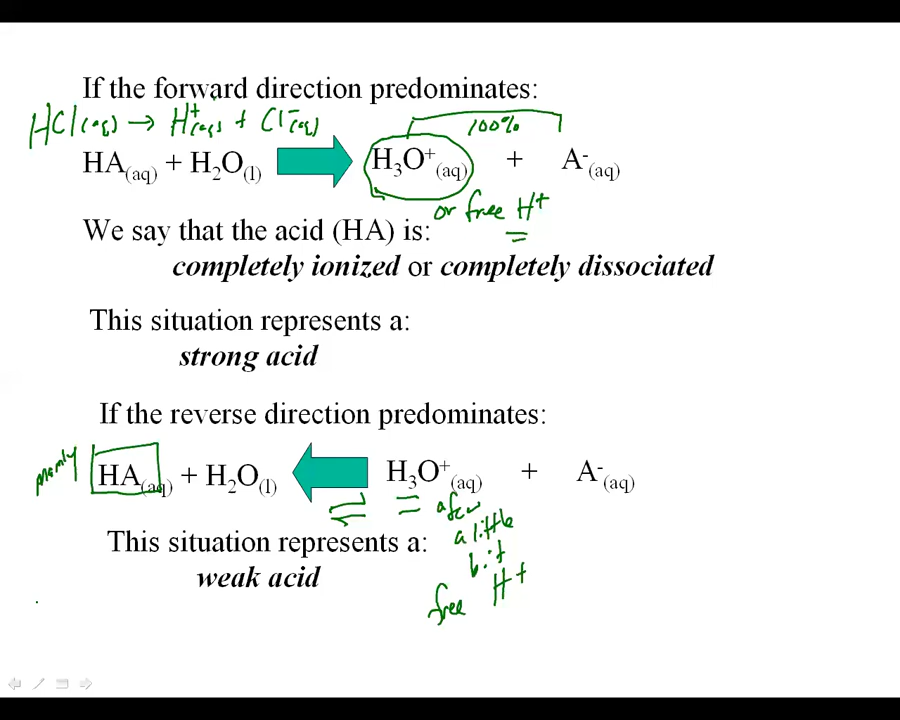 If the forward direction predominates:
HCl(aq) → H+(aq) + Cl-(aq)
100%
HA(aq) + H2O(l) H3O+(aq) + A-(aq)
or free H+
We say that the acid (HA) is:
completely ionized or completely dissociated
This situation represents a:
strong acid
If the reverse direction predominates:
mainly HA(aq) + H2O(l) H3O+(aq) + A-(aq)
⇌ = a few
This situation represents a: a little
bit
weak acid
free H+